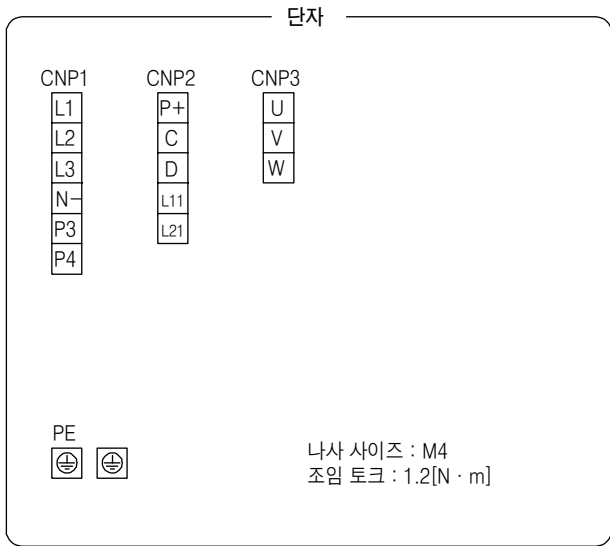 단자
CNP1 CNP2 CNP3
L1 P+ U
L2 C V
L3 D W
N- L11
P3 L21
P4
PE
나사 사이즈 : M4
조임 토크 : 1.2[N · m]